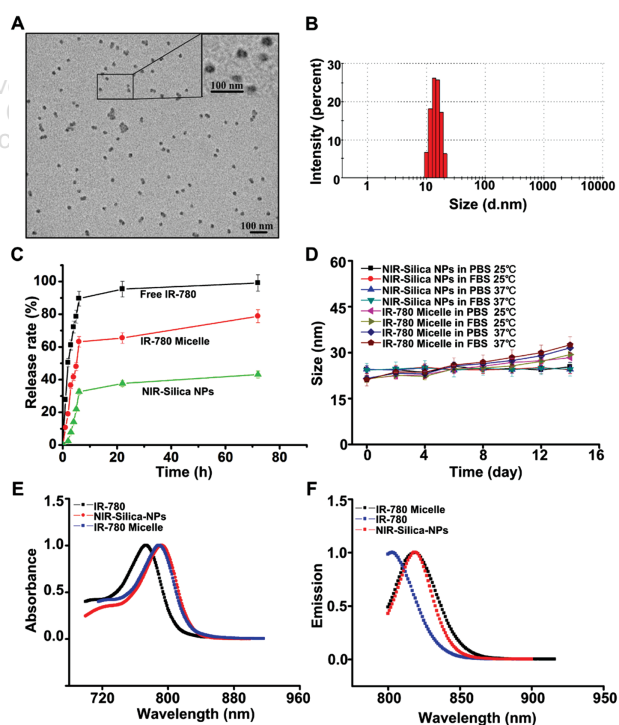 A
100 nm
100 nm
B
Intensity (percent)
30
20
10
0
1 10 100 1000 10000
Size (d.nm)
C
Release rate (%)
100
80
60
40
20
0
Free IR-780
IR-780 Micelle
NIR-Silica NPs
0 20 40 60 80
Time (h)
D
Size (nm)
60
45
30
15
0
NIR-Silica NPs in PBS 25℃
NIR-Silica NPs in FBS 25℃
NIR-Silica NPs in PBS 37℃
NIR-Silica NPs in FBS 37℃
IR-780 Micelle in PBS 25℃
IR-780 Micelle in FBS 25℃
IR-780 Micelle in PBS 37℃
IR-780 Micelle in FBS 37℃
0 4 8 12 16
Time (day)
E
Absorbance
1.5
1.0
0.5
0.0
IR-780
NIR-Silica-NPs
IR-780 Micelle
720 800 880 960
Wavelength (nm)
F
Emission
1.5
1.0
0.5
0.0
IR-780 Micelle
IR-780
NIR-Silica-NPs
800 850 900 950
Wavelength (nm)